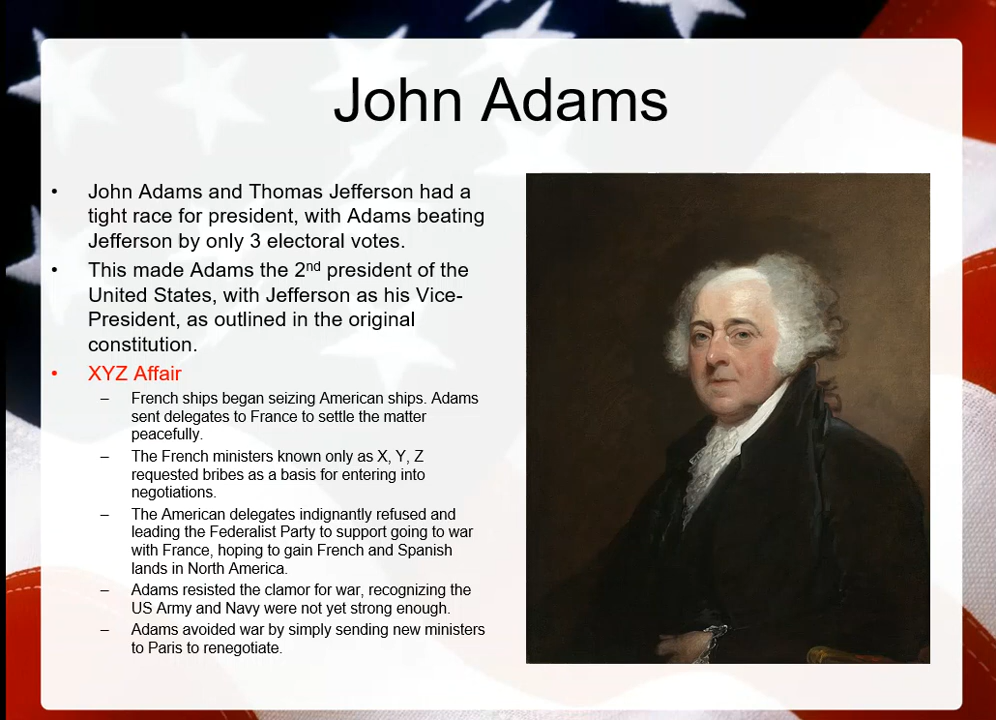 John Adams
• John Adams and Thomas Jefferson had a
tight race for president, with Adams beating
Jefferson by only 3 electoral votes.
• This made Adams the 2nd president of the
United States, with Jefferson as his Vice-
President, as outlined in the original
constitution.
• XYZ Affair
– French ships began seizing American ships. Adams
sent delegates to France to settle the matter
peacefully.
– The French ministers known only as X, Y, Z
requested bribes as a basis for entering into
negotiations.
– The American delegates indignantly refused and
leading the Federalist Party to support going to war
with France, hoping to gain French and Spanish
lands in North America.
– Adams resisted the clamor for war, recognizing the
US Army and Navy were not yet strong enough.
– Adams avoided war by simply sending new ministers
to Paris to renegotiate.